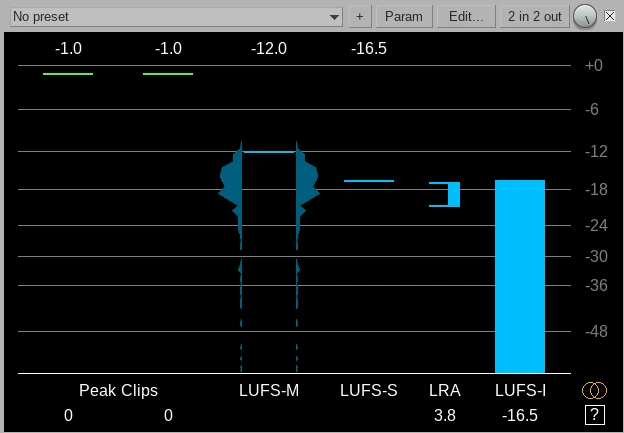 No preset + Param Edit... 2 in 2 out
-1.0 -1.0 -12.0 -16.5
+0
-6
-12
-18
-24
-30
-36
-48
Peak Clips LUFS-M LUFS-S LRA LUFS-I
0 0 3.8 -16.5 ?